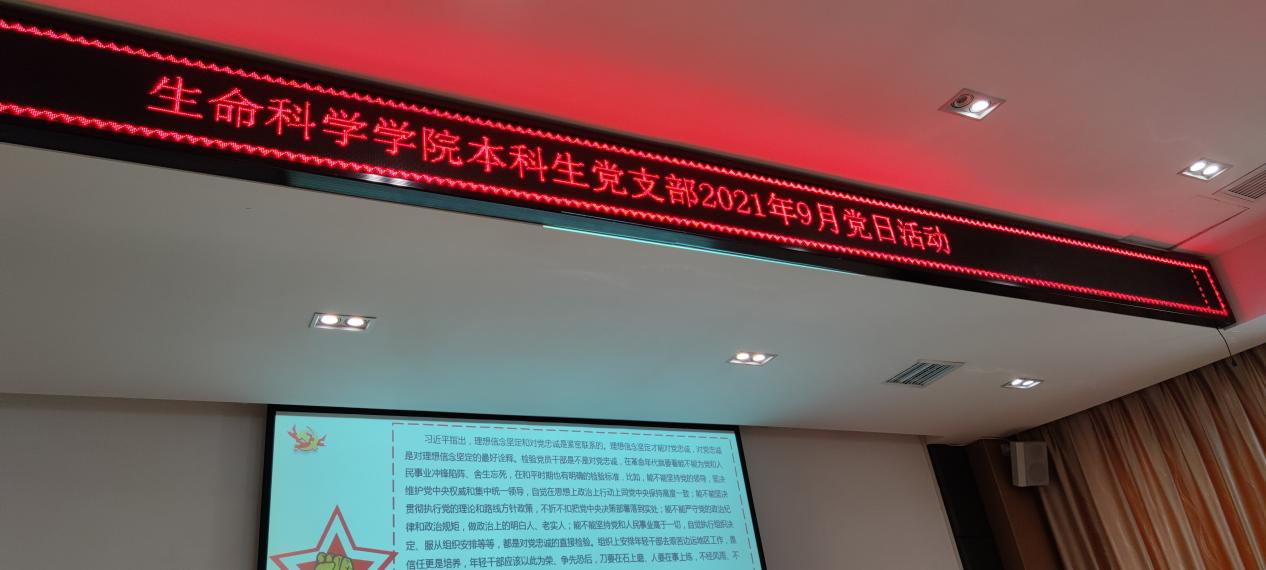 生命科学学院本科生党支部2021年9月党日活动
习近平指出，理想信念坚定和对党忠诚是紧密联系的。理想信念坚定才能对党忠诚，对党忠诚
是对理想信念坚定的最好诠释。检验党员干部是不是对党忠诚，在革命年代就要看能不能为党和人
民事业冲锋陷阵、舍生忘死，在和平时期也有明确的检验标准，比如，能不能坚持党的领导，坚决
维护党中央权威和集中统一领导，自觉在思想上政治上行动上同党中央保持高度一致；能不能坚决
贯彻执行党的理论和路线方针政策，不折不扣把党中央决策部署落到实处；能不能严守党的政治纪
律和政治规矩，做政治上的明白人、老实人；能不能坚持党和人民事业高于一切，自觉执行组织决
定、服从组织安排等等，都是对党忠诚的直接检验。组织上安排年轻干部去艰苦边远地区工作，是
信任更是培养，年轻干部应该以此为荣、争先恐后，刀要在石上磨、人要在事上练，不经风雨、不